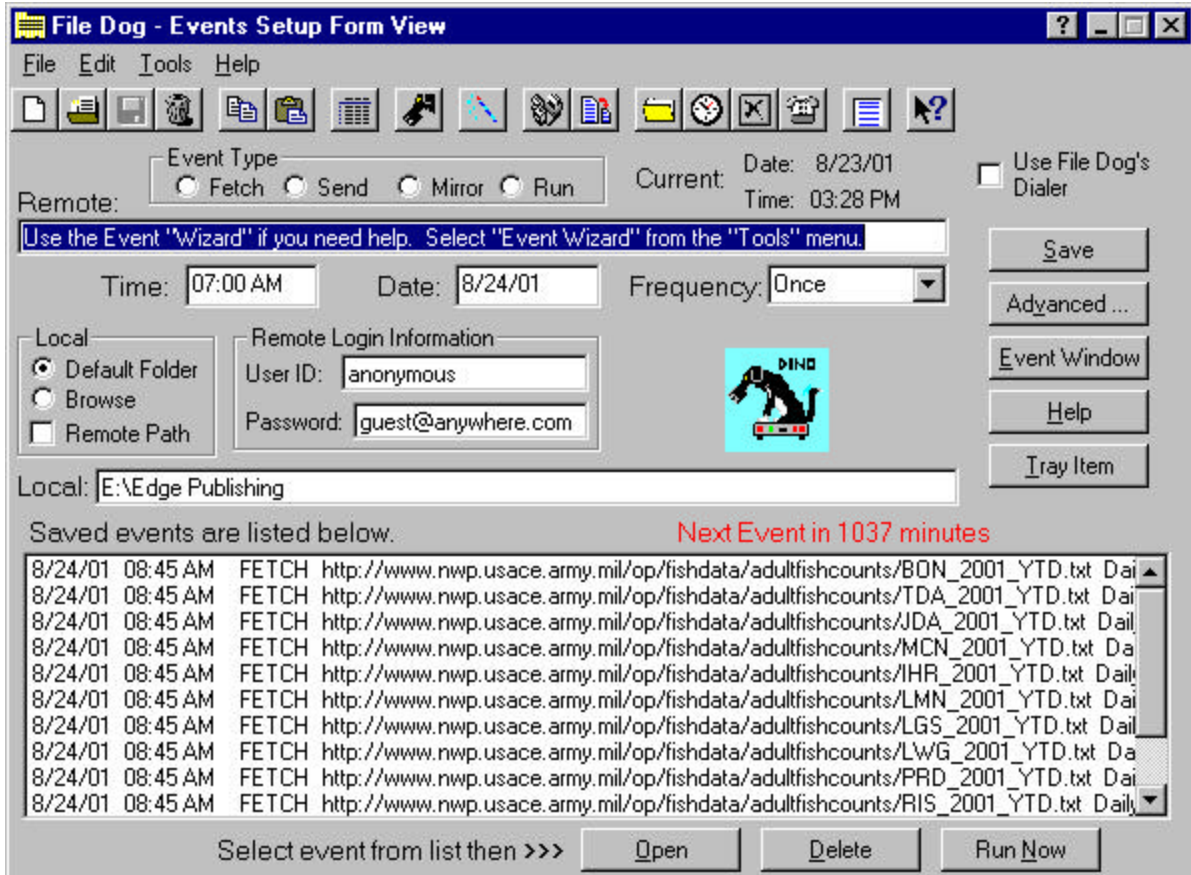 File Dog - Events Setup Form View
File Edit Tools Help
Event Type
Fetch Send Mirror Run
Current: Date: 8/23/01
Time: 03:28 PM
Use File Dog's
Dialer
Remote:
Use the Event "Wizard" if you need help. Select "Event Wizard" from the "Tools" menu.
Save
Time: 07:00 AM Date: 8/24/01 Frequency: Once
Advanced ...
Local
Default Folder
Browse
Remote Path
Remote Login Information
User ID: anonymous
Password: guest@anywhere.com
DINO
Event Window
Help
Tray Item
Local: E:\Edge Publishing
Saved events are listed below. Next Event in 1037 minutes
8/24/01 08:45 AM FETCH http://www.nwp.usace.army.mil/op/fishdata/adultfishcounts/BON_2001_YTD.txt Dai
8/24/01 08:45 AM FETCH http://www.nwp.usace.army.mil/op/fishdata/adultfishcounts/TDA_2001_YTD.txt Dai
8/24/01 08:45 AM FETCH http://www.nwp.usace.army.mil/op/fishdata/adultfishcounts/JDA_2001_YTD.txt Dail
8/24/01 08:45 AM FETCH http://www.nwp.usace.army.mil/op/fishdata/adultfishcounts/MCN_2001_YTD.txt Da
8/24/01 08:45 AM FETCH http://www.nwp.usace.army.mil/op/fishdata/adultfishcounts/IHR_2001_YTD.txt Daily
8/24/01 08:45 AM FETCH http://www.nwp.usace.army.mil/op/fishdata/adultfishcounts/LMN_2001_YTD.txt Dai
8/24/01 08:45 AM FETCH http://www.nwp.usace.army.mil/op/fishdata/adultfishcounts/LGS_2001_YTD.txt Dail
8/24/01 08:45 AM FETCH http://www.nwp.usace.army.mil/op/fishdata/adultfishcounts/LWG_2001_YTD.txt Da
8/24/01 08:45 AM FETCH http://www.nwp.usace.army.mil/op/fishdata/adultfishcounts/PRD_2001_YTD.txt Dai
8/24/01 08:45 AM FETCH http://www.nwp.usace.army.mil/op/fishdata/adultfishcounts/RIS_2001_YTD.txt Daily
Select event from list then >>> Open Delete Run Now